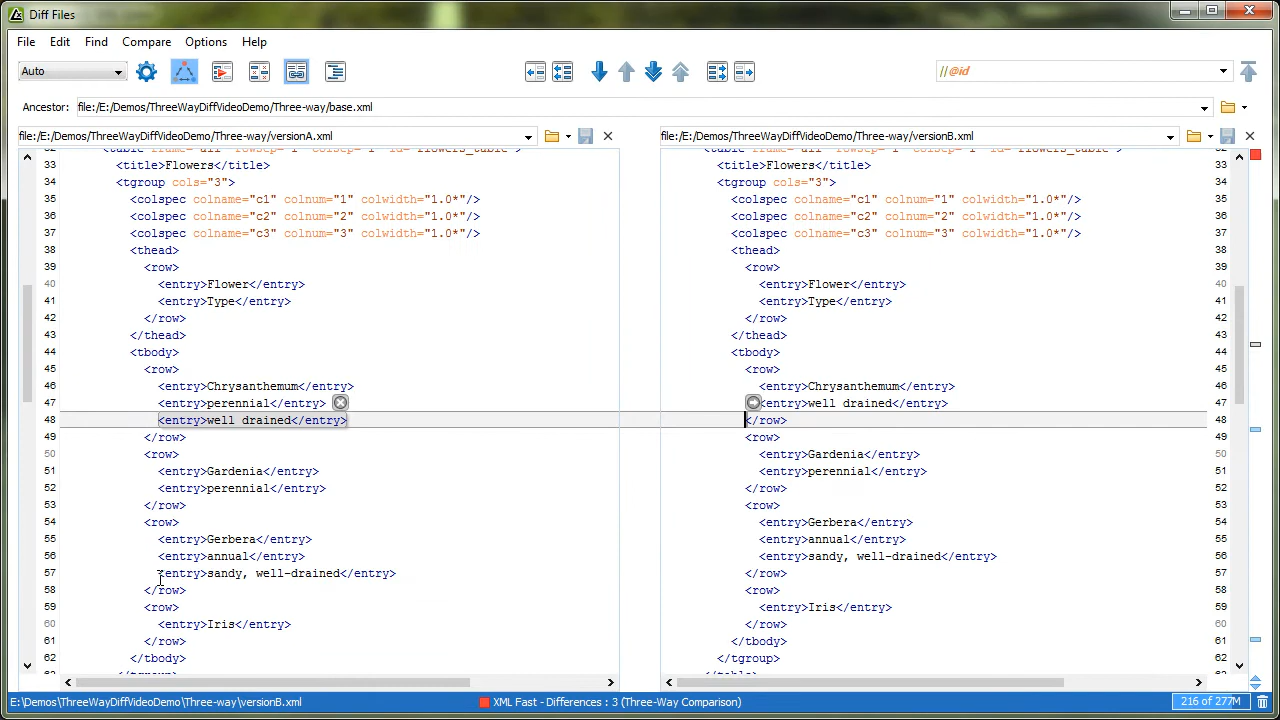 Diff Files
File Edit Find Compare Options Help
Auto
//@id
Ancestor: file:/E:/Demos/ThreeWayDiffVideoDemo/Three-way/base.xml
file:/E:/Demos/ThreeWayDiffVideoDemo/Three-way/versionA.xml
33 <title>Flowers</title>
34 <tgroup cols="3">
35 <colspec colname="c1" colnum="1" colwidth="1.0*"/>
36 <colspec colname="c2" colnum="2" colwidth="1.0*"/>
37 <colspec colname="c3" colnum="3" colwidth="1.0*"/>
38 <thead>
39 <row>
40 <entry>Flower</entry>
41 <entry>Type</entry>
42 </row>
43 </thead>
44 <tbody>
45 <row>
46 <entry>Chrysanthemum</entry>
47 <entry>perennial</entry>
48 <entry>well drained</entry>
49 </row>
50 <row>
51 <entry>Gardenia</entry>
52 <entry>perennial</entry>
53 </row>
54 <row>
55 <entry>Gerbera</entry>
56 <entry>annual</entry>
57 <entry>sandy, well-drained</entry>
58 </row>
59 <row>
60 <entry>Iris</entry>
61 </row>
62 </tbody>
file:/E:/Demos/ThreeWayDiffVideoDemo/Three-way/versionB.xml
<title>Flowers</title> 33
<tgroup cols="3"> 34
<colspec colname="c1" colnum="1" colwidth="1.0*"/> 35
<colspec colname="c2" colnum="2" colwidth="1.0*"/> 36
<colspec colname="c3" colnum="3" colwidth="1.0*"/> 37
<thead> 38
<row> 39
<entry>Flower</entry> 40
<entry>Type</entry> 41
</row> 42
</thead> 43
<tbody> 44
<row> 45
<entry>Chrysanthemum</entry> 46
<entry>well drained</entry> 47
</row> 48
<row> 49
<entry>Gardenia</entry> 50
<entry>perennial</entry> 51
</row> 52
<row> 53
<entry>Gerbera</entry> 54
<entry>annual</entry> 55
<entry>sandy, well-drained</entry> 56
</row> 57
<row> 58
<entry>Iris</entry> 59
</row> 60
</tbody> 61
</tgroup> 62
E:\Demos\ThreeWayDiffVideoDemo\Three-way\versionB.xml
XML Fast - Differences : 3 (Three-Way Comparison)
216 of 277M